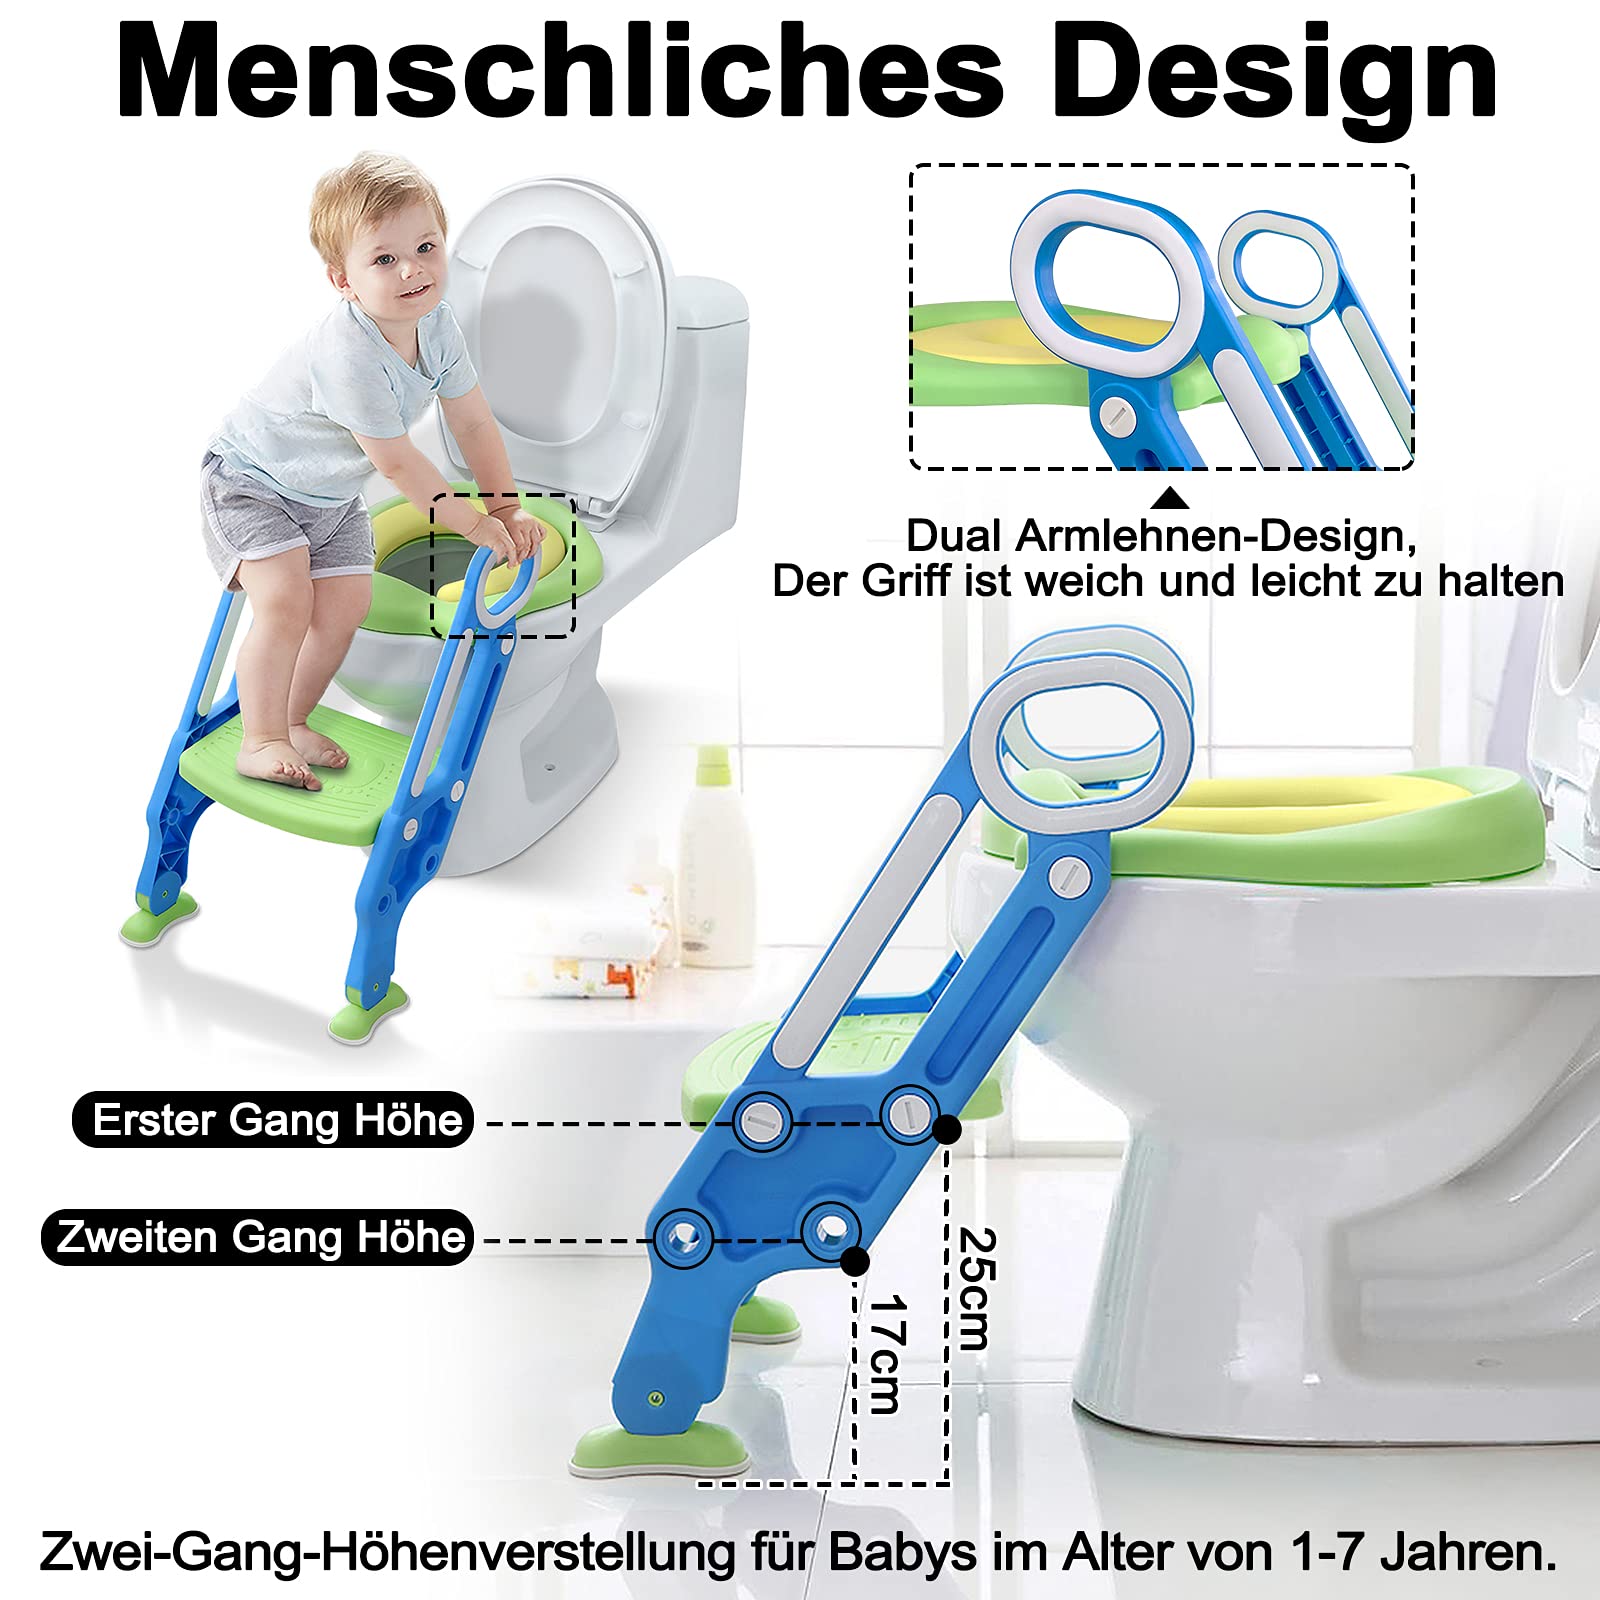 Menschliches Design
Dual Armlehnen-Design,
Der Griff ist weich und leicht zu halten
Erster Gang Höhe
Zweiten Gang Höhe
25cm
17cm
Zwei-Gang-Höhenverstellung für Babys im Alter von 1-7 Jahren.